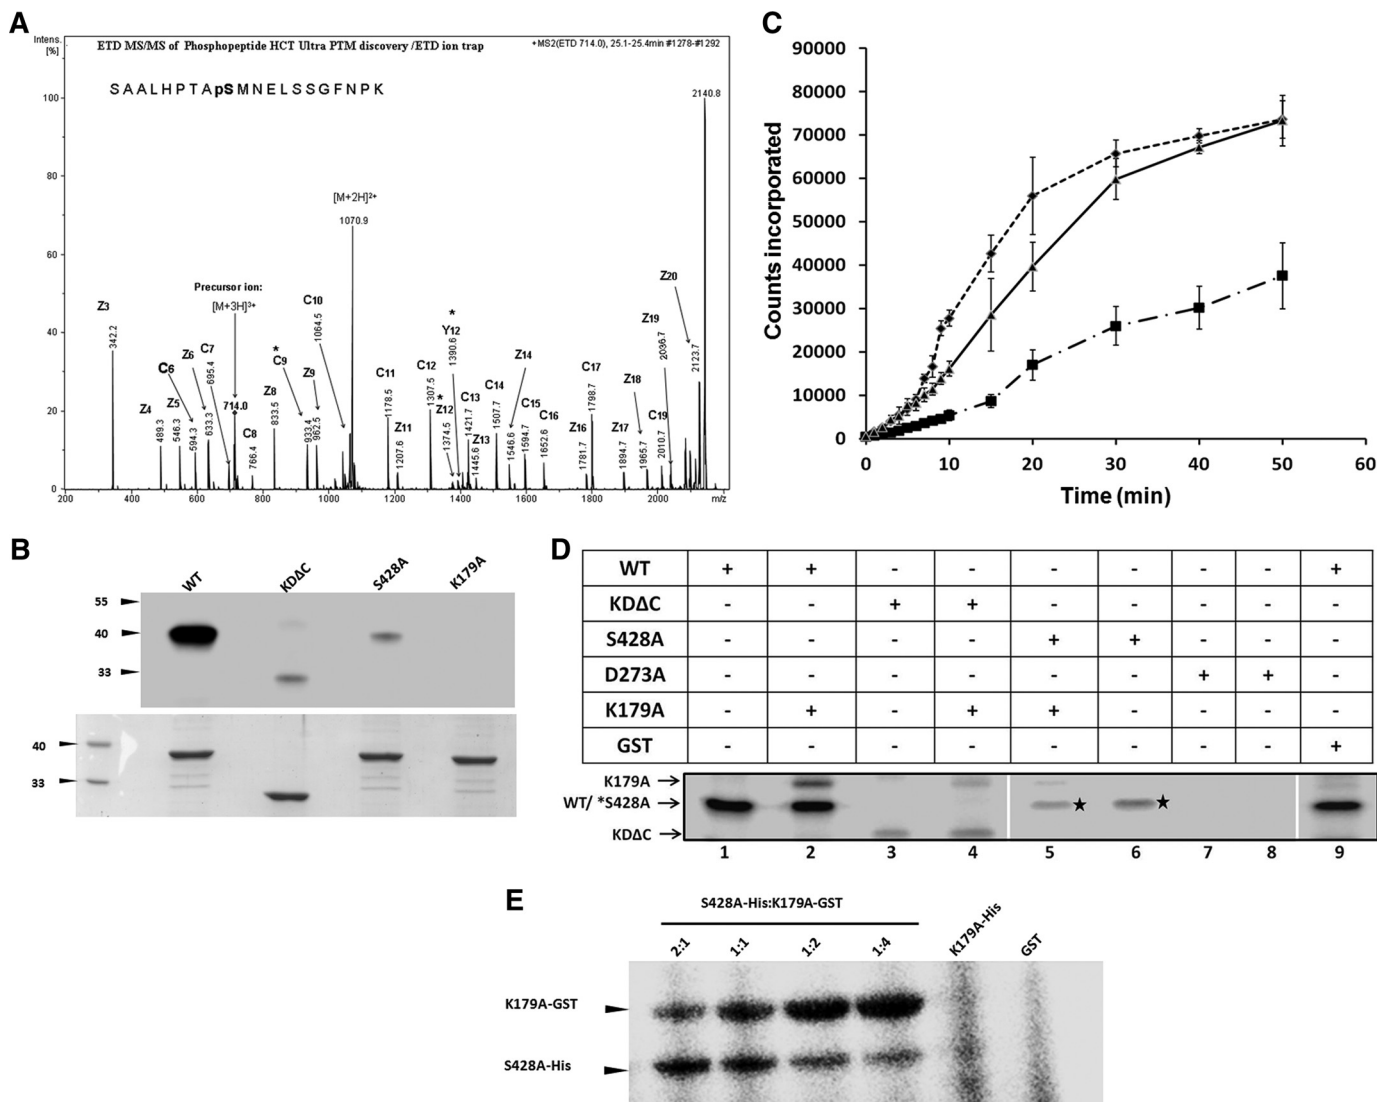 A
Intens.
[%]
ETD MS/MS of Phosphopeptide HCT Ultra PTM discovery /ETD ion trap
+MS2(ETD 714.0), 25.1-25.4min #1278-#1292
S A A L H P T A pS M N E L S S G F N P K
100
80
60
40
20
0
2140.8
[M+2H]2+
1070.9
Precursor ion:
[M+3H]3+
714.0
Z3
342.2
Z4
489.3
Z5
546.3
C6
594.3
Z6
633.3
C7
695.4
C8
766.4
Z8
833.5
*
C9
933.4
Z9
962.5
C10
1064.5
C11
1178.5
Z11
1207.6
C12
1307.5
*
Z12
1374.5
*
Y12
1390.6
C13
1421.7
Z13
1445.6
C14
1507.7
Z14
1546.6
C15
1594.7
C16
1652.6
Z16
1781.7
C17
1798.7
Z17
1894.7
Z18
1965.7
C19
2010.7
Z19
2036.7
Z20
2123.7
200 400 600 800 1000 1200 1400 1600 1800 2000 m/z
B
WT KDΔC S428A K179A
55
40
33
40
33
C
Counts incorporated
90000
80000
70000
60000
50000
40000
30000
20000
10000
0
0 10 20 30 40 50 60
Time (min)
D
WT + + - - - - - - +
KDΔC - - + + - - - - -
S428A - - - - + + - - -
D273A - - - - - - + + -
K179A - + - + + - - - -
GST - - - - - - - - +
K179A
WT/ *S428A
KDΔC
1 2 3 4 5 6 7 8 9
E
S428A-His:K179A-GST
2:1 1:1 1:2 1:4 K179A-His GST
K179A-GST
S428A-His